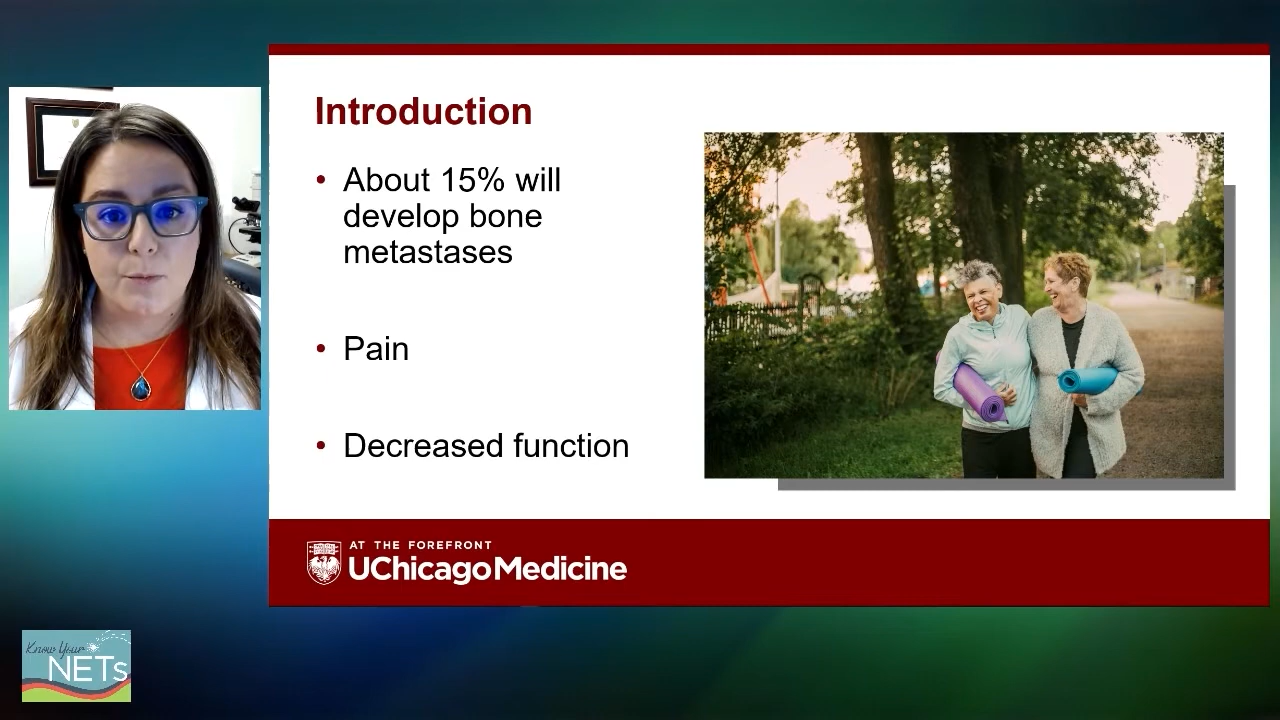 Introduction
• About 15% will
develop bone
metastases
• Pain
• Decreased function
AT THE FOREFRONT
UChicagoMedicine
Know Your
NETs